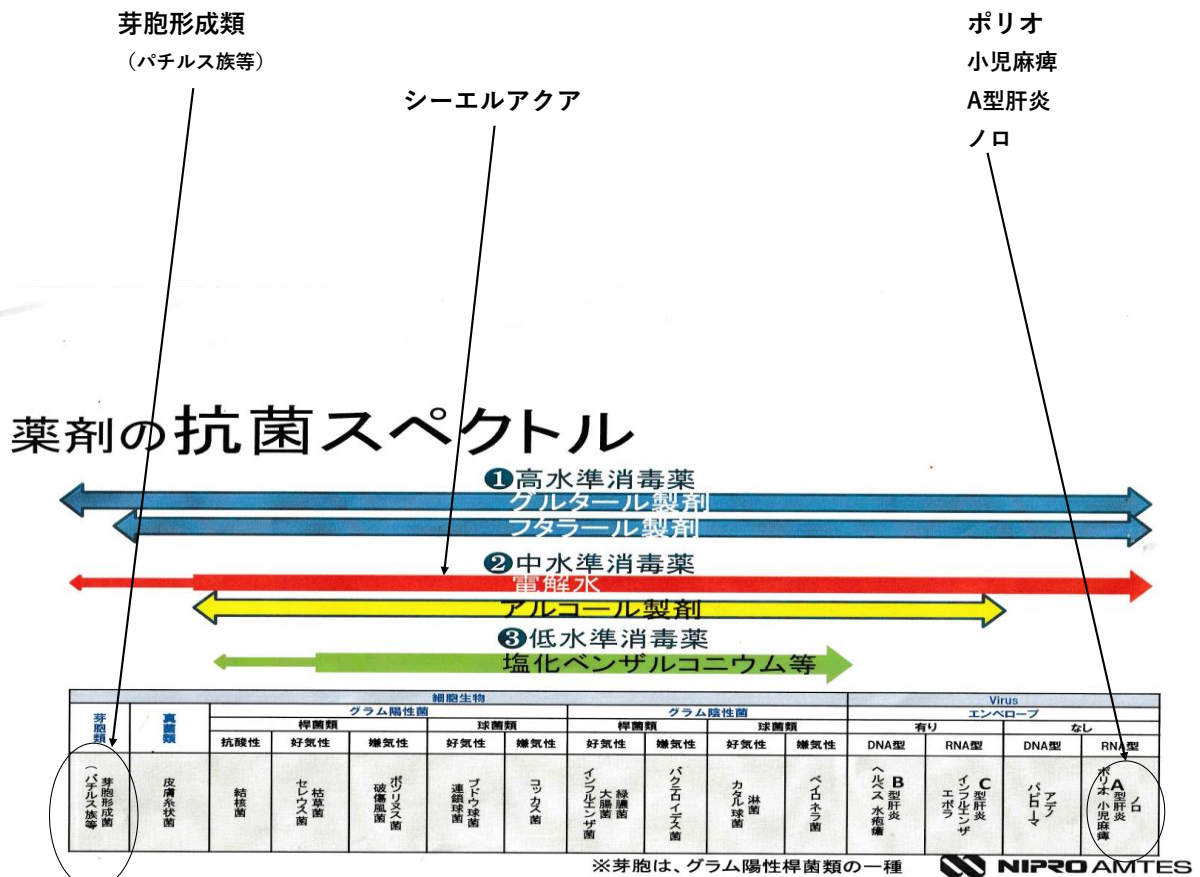 芽胞形成類
（パチルス族等）
シーエルアクア
ポリオ
小児麻痺
A型肝炎
ノロ
薬剤の抗菌スペクトル
❶高水準消毒薬
グルタール製剤
フタラール製剤
❷中水準消毒薬
電解水
アルコール製剤
❸低水準消毒薬
塩化ベンザルコニウム等
細胞生物
Virus
芽胞類
真菌類
グラム陽性菌
グラム陰性菌
エンベロープ
桿菌類
球菌類
桿菌類
球菌類
有り
なし
抗酸性
好気性
嫌気性
好気性
嫌気性
好気性
嫌気性
好気性
嫌気性
DNA型
RNA型
DNA型
RNA型
芽胞形成菌
（パチルス族等
皮膚糸状菌
結核菌
枯草菌
セレウス菌
ボツリヌス菌
破傷風菌
ブドウ球菌
連鎖球菌
コッカス菌
緑膿菌
大腸菌
インフルエンザ菌
バクテロイデス菌
淋菌
カタル球菌
ベイロネラ菌
B型肝炎
ヘルペス 水疱瘡
C型肝炎
インフルエンザ
エボラ
アデノ
パピローマ
ノロ
A型肝炎
ポリオ 小児麻痺
※芽胞は、グラム陽性桿菌類の一種
NIPRO AMTES